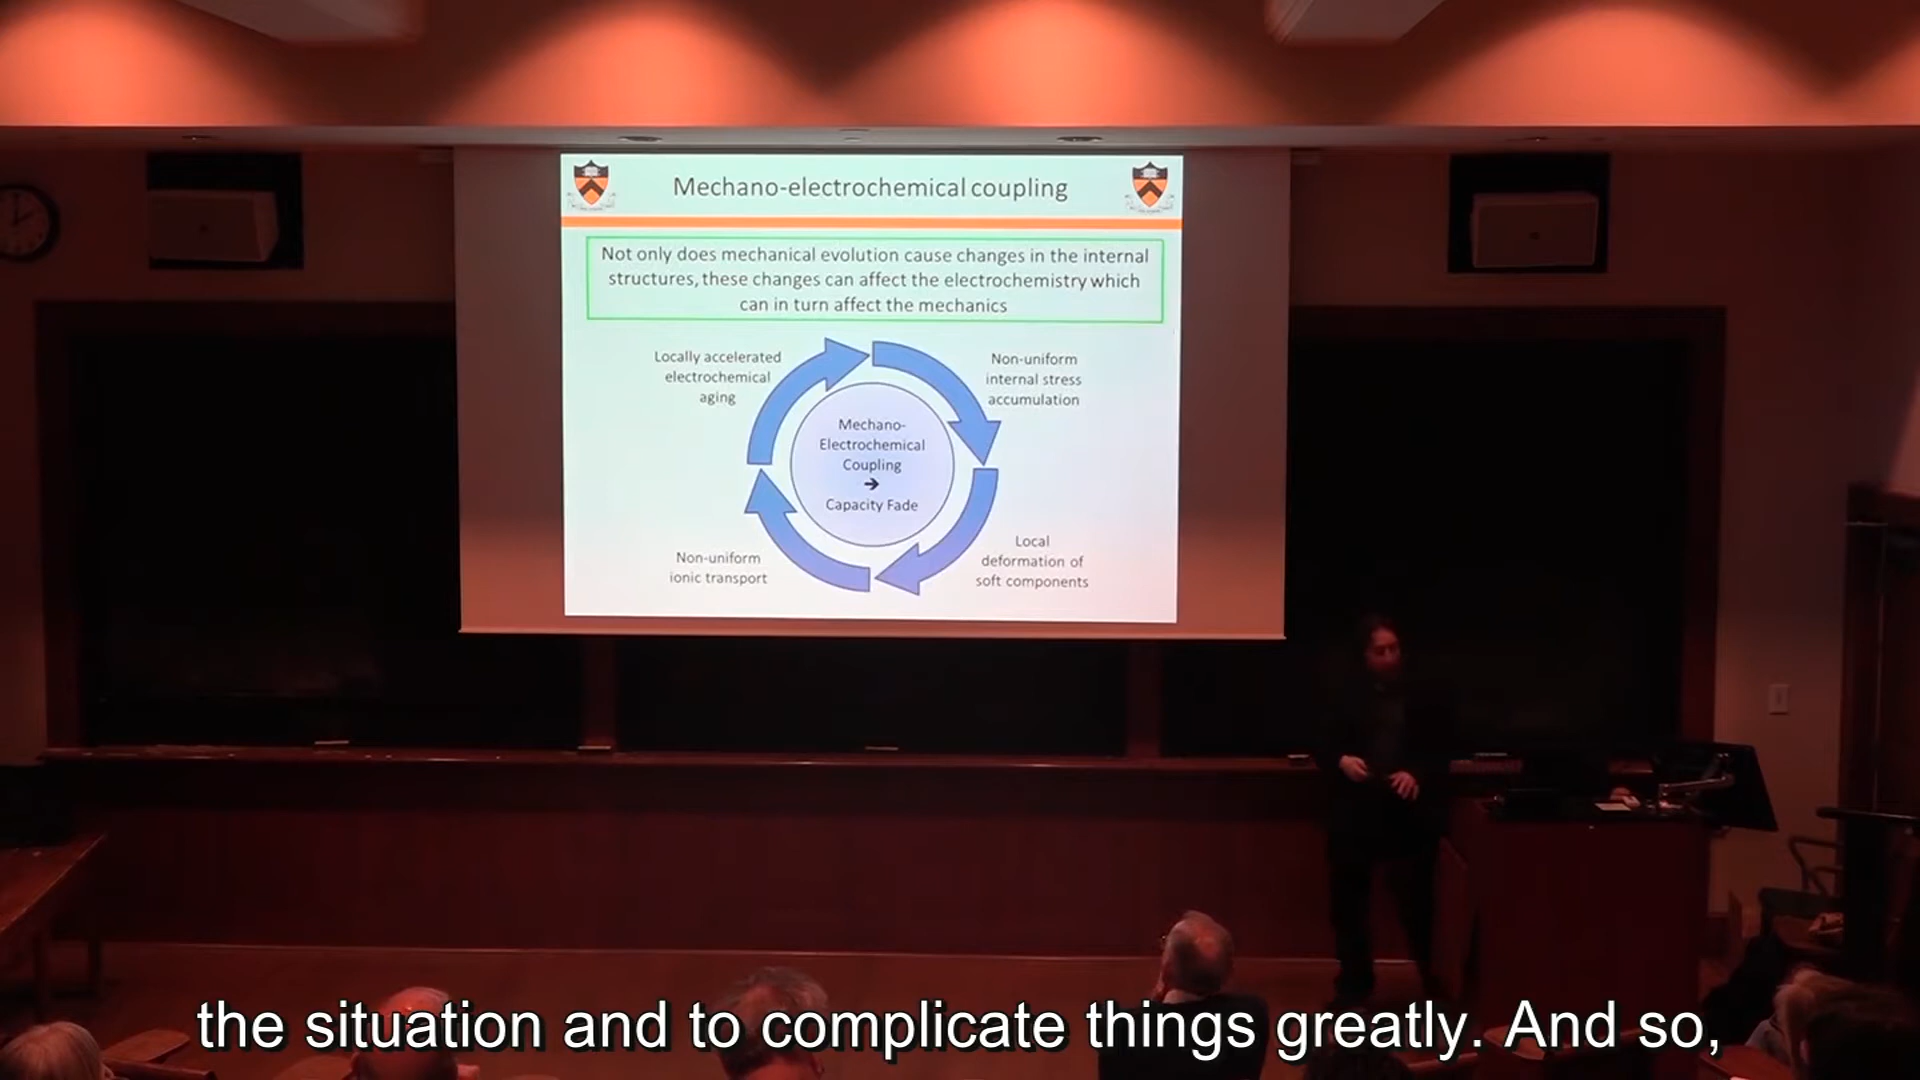 Mechano-electrochemical coupling
Not only does mechanical evolution cause changes in the internal
structures, these changes can affect the electrochemistry which
can in turn affect the mechanics
Locally accelerated
electrochemical
aging
Non-uniform
internal stress
accumulation
Mechano-
Electrochemical
Coupling
➔
Capacity Fade
Non-uniform
ionic transport
Local
deformation of
soft components
the situation and to complicate things greatly. And so,